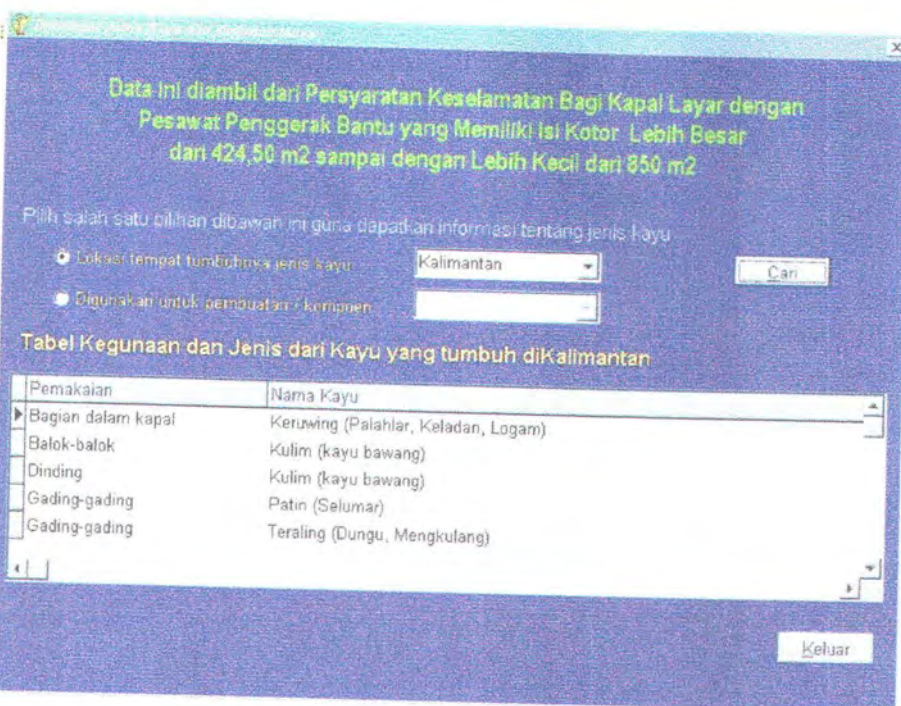 Data ini diambil dari Persyaratan Keselamatan Bagi Kapal Layar dengan
Pesawat Penggerak Bantu yang Memiliki Isi Kotor Lebih Besar
dari 424,50 m2 sampai dengan Lebih Kecil dari 850 m2
Pilih salah satu pilihan dibawah ini guna dapatkan informasi tentang jenis kayu
Lokasi tempat tumbuhnya jenis kayu Kalimantan Cari
Digunakan untuk pembuatan / kompnen
Tabel Kegunaan dan Jenis dari Kayu yang tumbuh diKalimantan
Pemakaian Nama Kayu
Bagian dalam kapal Keruwing (Palahlar, Keladan, Logam)
Balok-balok Kulim (kayu bawang)
Dinding Kulim (kayu bawang)
Gading-gading Patin (Selumar)
Gading-gading Teraling (Dungu, Mengkulang)
Keluar